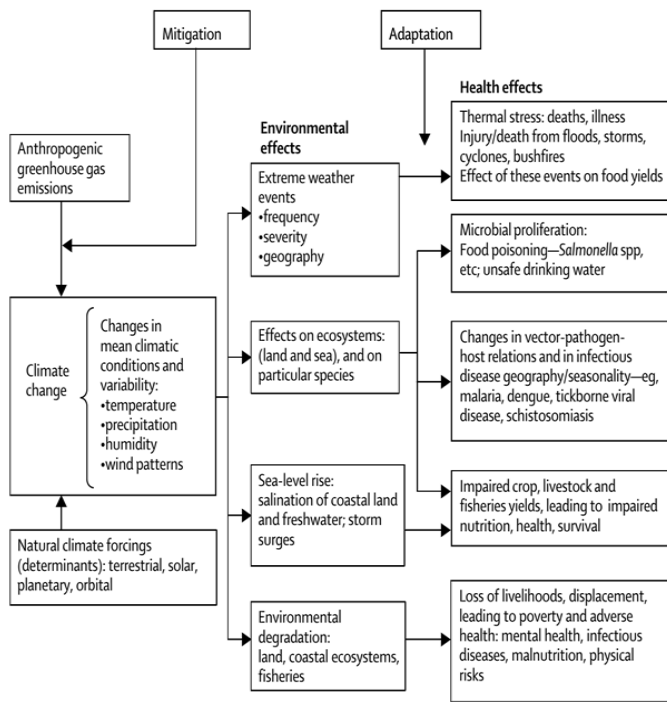 Mitigation
Adaptation
Health effects
Environmental
effects
Anthropogenic
greenhouse gas
emissions
Thermal stress: deaths, illness
Injury/death from floods, storms,
cyclones, bushfires
Effect of these events on food yields
Extreme weather
events
•frequency
•severity
•geography
Microbial proliferation:
Food poisoning—Salmonella spp,
etc; unsafe drinking water
Climate
change
Changes in
mean climatic
conditions and
variability:
•temperature
•precipitation
•humidity
•wind patterns
Effects on ecosystems:
(land and sea), and on
particular species
Changes in vector-pathogen-
host relations and in infectious
disease geography/seasonality—eg,
malaria, dengue, tickborne viral
disease, schistosomiasis
Sea-level rise:
salination of coastal land
and freshwater; storm
surges
Impaired crop, livestock and
fisheries yields, leading to impaired
nutrition, health, survival
Natural climate forcings
(determinants): terrestrial, solar,
planetary, orbital
Environmental
degradation:
land, coastal ecosystems,
fisheries
Loss of livelihoods, displacement,
leading to poverty and adverse
health: mental health, infectious
diseases, malnutrition, physical
risks